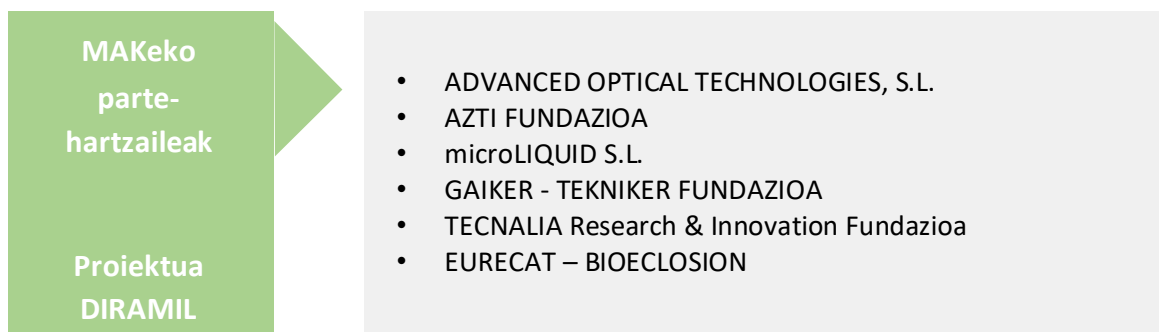 MAKeko
parte-
hartzaileak
Proiektua
DIRAMIL
• ADVANCED OPTICAL TECHNOLOGIES, S.L.
• AZTI FUNDAZIOA
• microLIQUID S.L.
• GAIKER - TEKNIKER FUNDAZIOA
• TECNALIA Research & Innovation Fundazioa
• EURECAT – BIOECLOSION